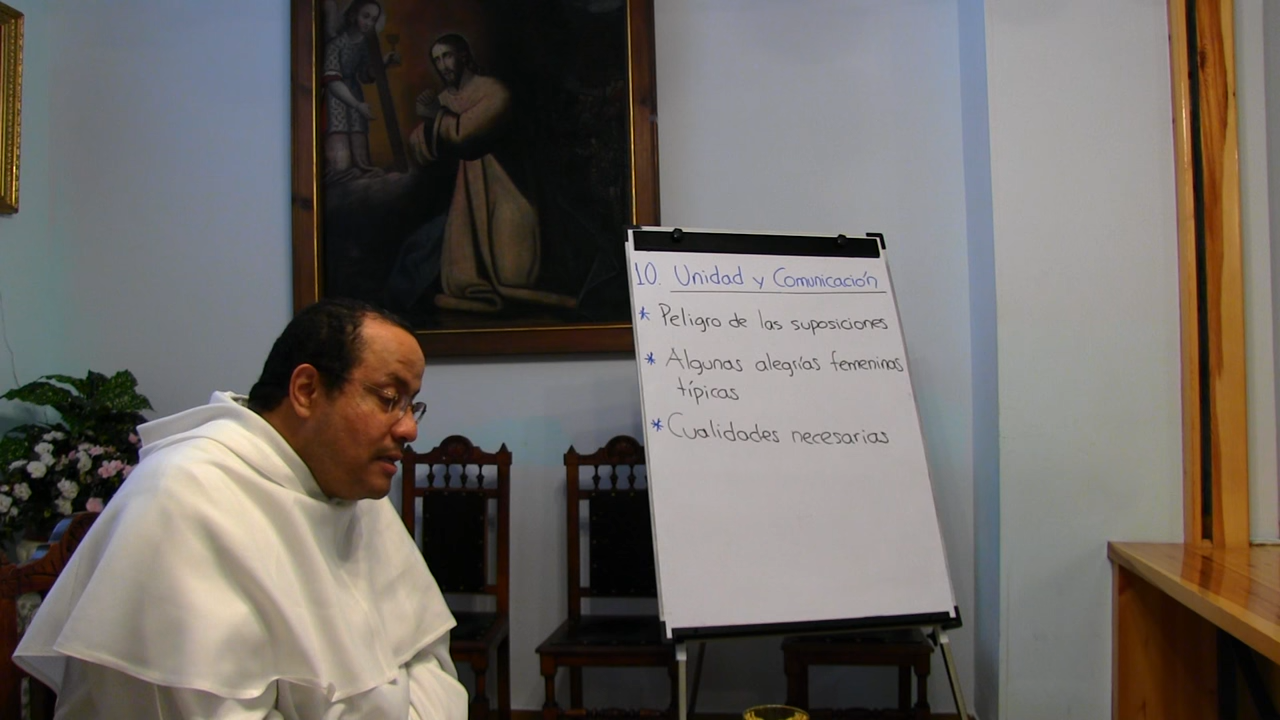 10. Unidad y Comunicación
* Peligro de las suposiciones
* Algunas alegrías femeninas
típicas
* Cualidades necesarias